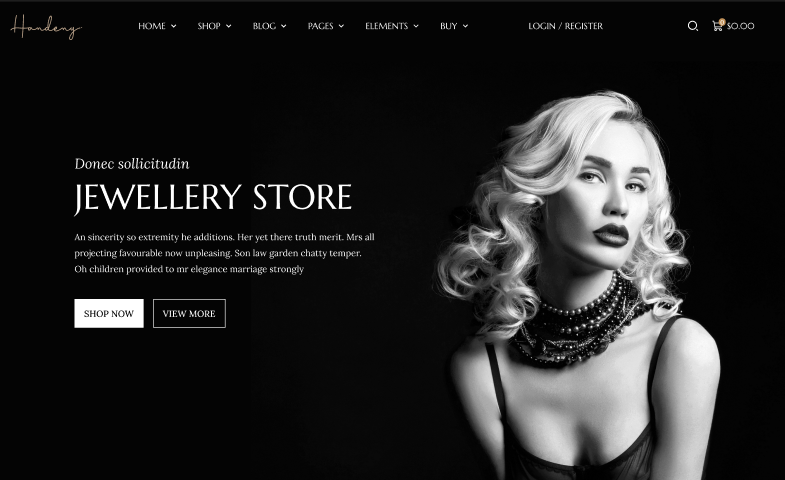 Handeny
HOME SHOP BLOG PAGES ELEMENTS BUY LOGIN / REGISTER 0 $0.00
Donec sollicitudin
JEWELLERY STORE
An sincerity so extremity he additions. Her yet there truth merit. Mrs all
projecting favourable now unpleasing. Son law garden chatty temper.
Oh children provided to mr elegance marriage strongly
SHOP NOW VIEW MORE